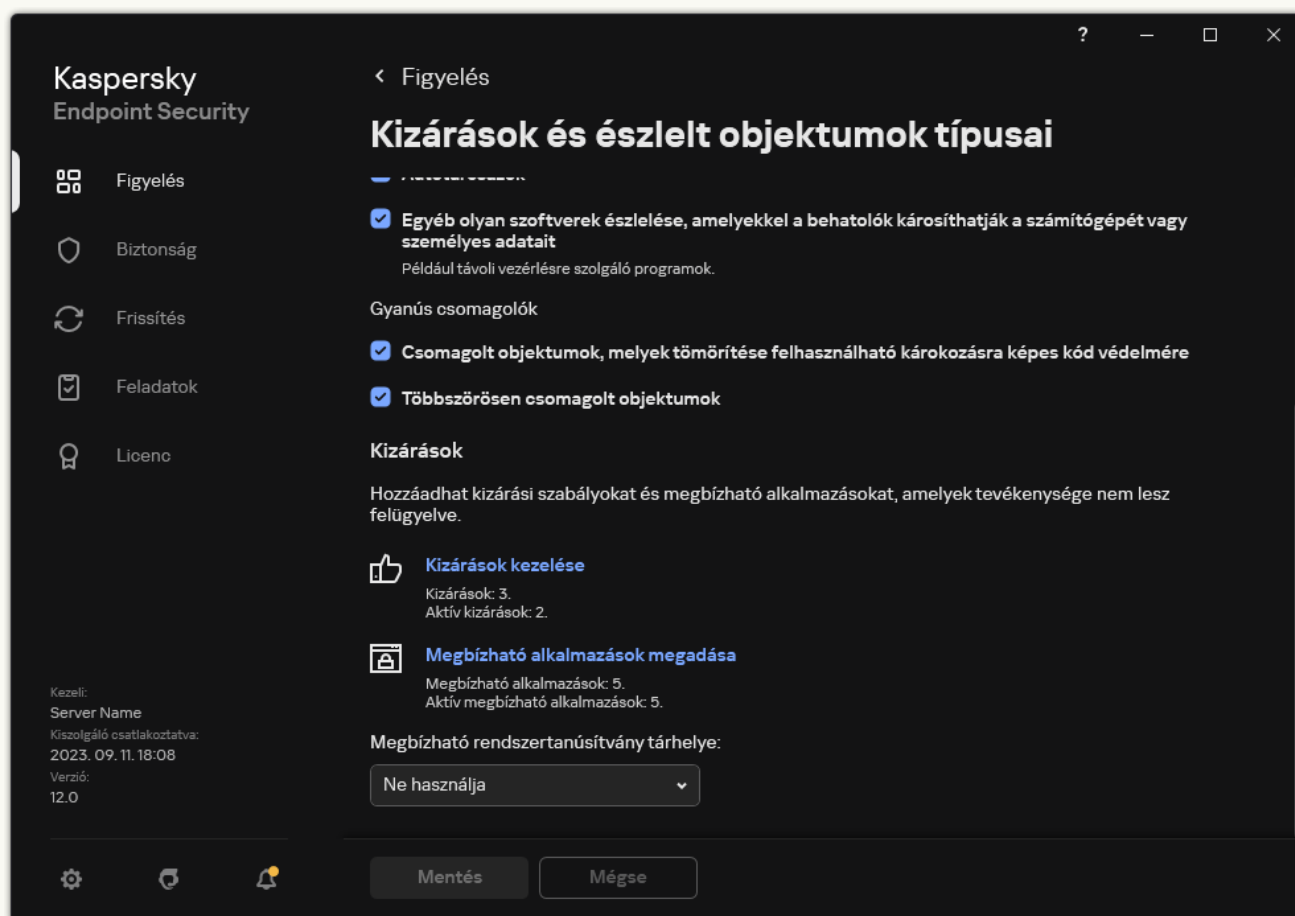 ?
Kaspersky
Endpoint Security
Figyelés
Biztonság
Frissítés
Feladatok
Licenc
Kezeli:
Server Name
Kiszolgáló csatlakoztatva:
2023. 09. 11. 18:08
Verzió:
12.0
Figyelés
Kizárások és észlelt objektumok típusai
Egyéb olyan szoftverek észlelése, amelyekkel a behatolók károsíthatják a számítógépét vagy
személyes adatait
Például távoli vezérlésre szolgáló programok.
Gyanús csomagolók
Csomagolt objektumok, melyek tömörítése felhasználható károkozásra képes kód védelmére
Többszörösen csomagolt objektumok
Kizárások
Hozzáadhat kizárási szabályokat és megbízható alkalmazásokat, amelyek tevékenysége nem lesz
felügyelve.
Kizárások kezelése
Kizárások: 3.
Aktív kizárások: 2.
Megbízható alkalmazások megadása
Megbízható alkalmazások: 5.
Aktív megbízható alkalmazások: 5.
Megbízható rendszertanúsítvány tárhelye:
Ne használja
Mentés
Mégse